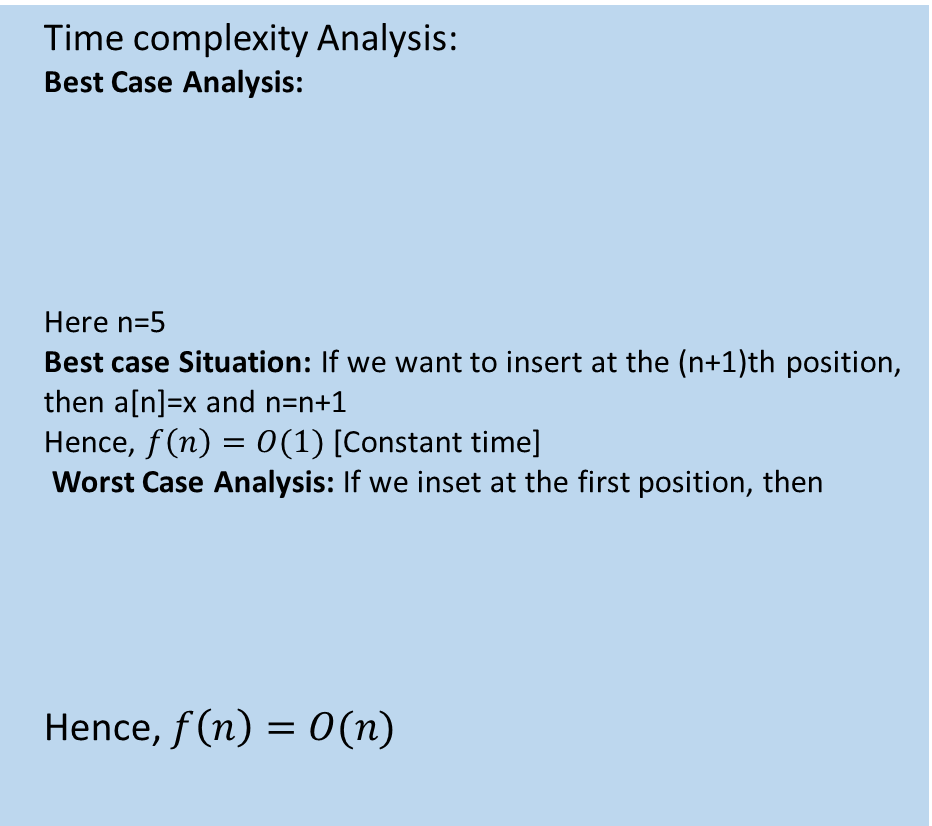 Time complexity Analysis:
Best Case Analysis:
Here n=5
Best case Situation: If we want to insert at the (n+1)th position,
then a[n]=x and n=n+1
Hence, f(n) = O(1) [Constant time]
Worst Case Analysis: If we inset at the first position, then
Hence, f(n) = O(n)